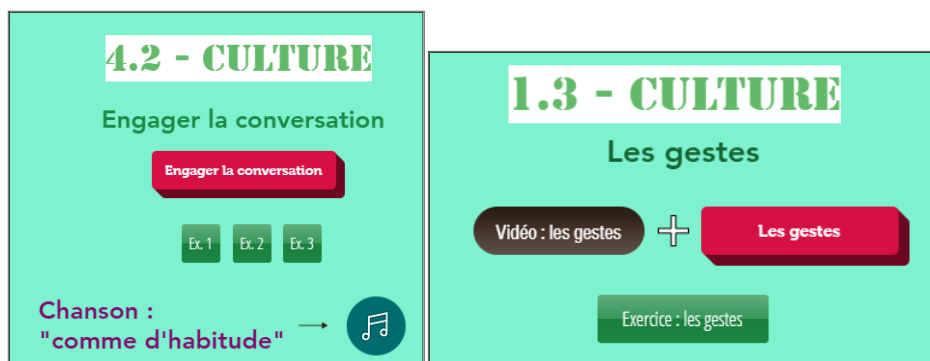 4.2 - CULTURE
Engager la conversation
Engager la conversation
Ex. 1 Ex. 2 Ex. 3
Chanson :
"comme d'habitude"
1.3 - CULTURE
Les gestes
Vidéo : les gestes
Les gestes
Exercice : les gestes